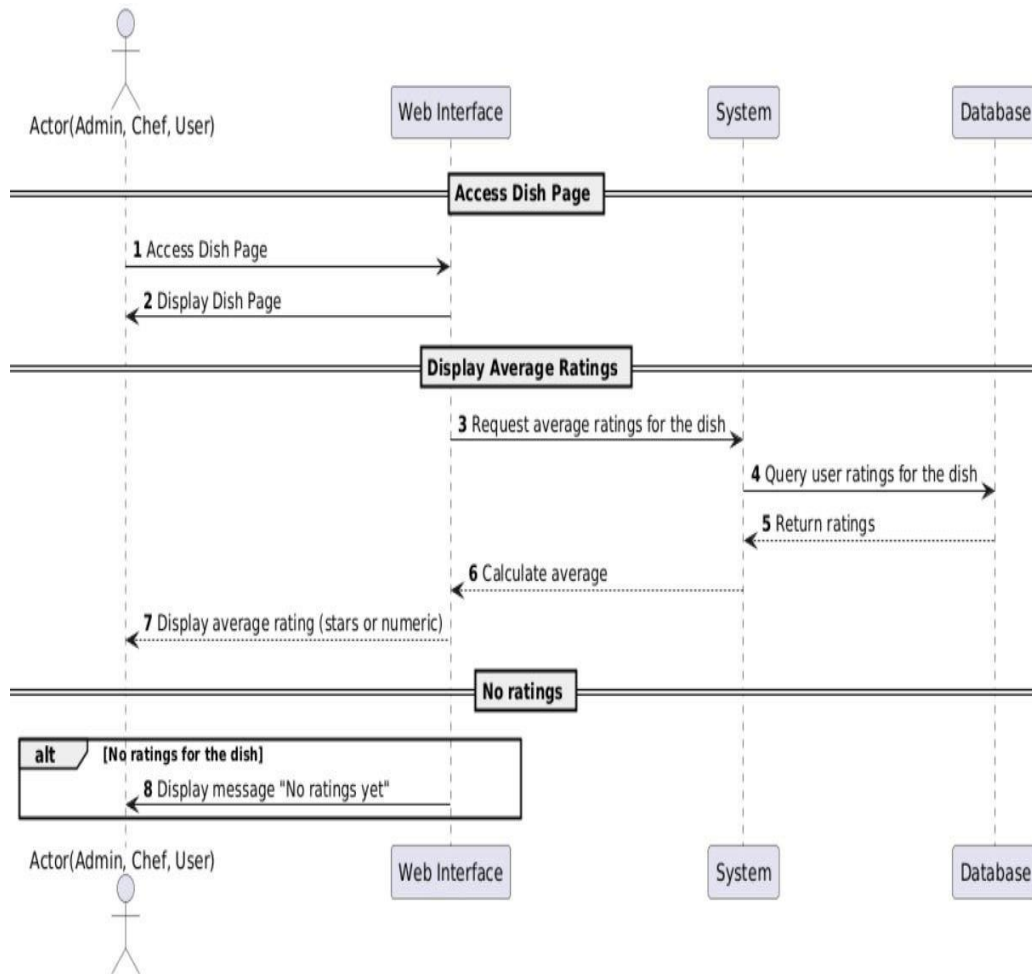 Actor(Admin, Chef, User)
Web Interface
System
Database
Access Dish Page
1 Access Dish Page
2 Display Dish Page
Display Average Ratings
3 Request average ratings for the dish
4 Query user ratings for the dish
5 Return ratings
6 Calculate average
7 Display average rating (stars or numeric)
No ratings
alt [No ratings for the dish]
8 Display message "No ratings yet"
Actor(Admin, Chef, User)
Web Interface
System
Database